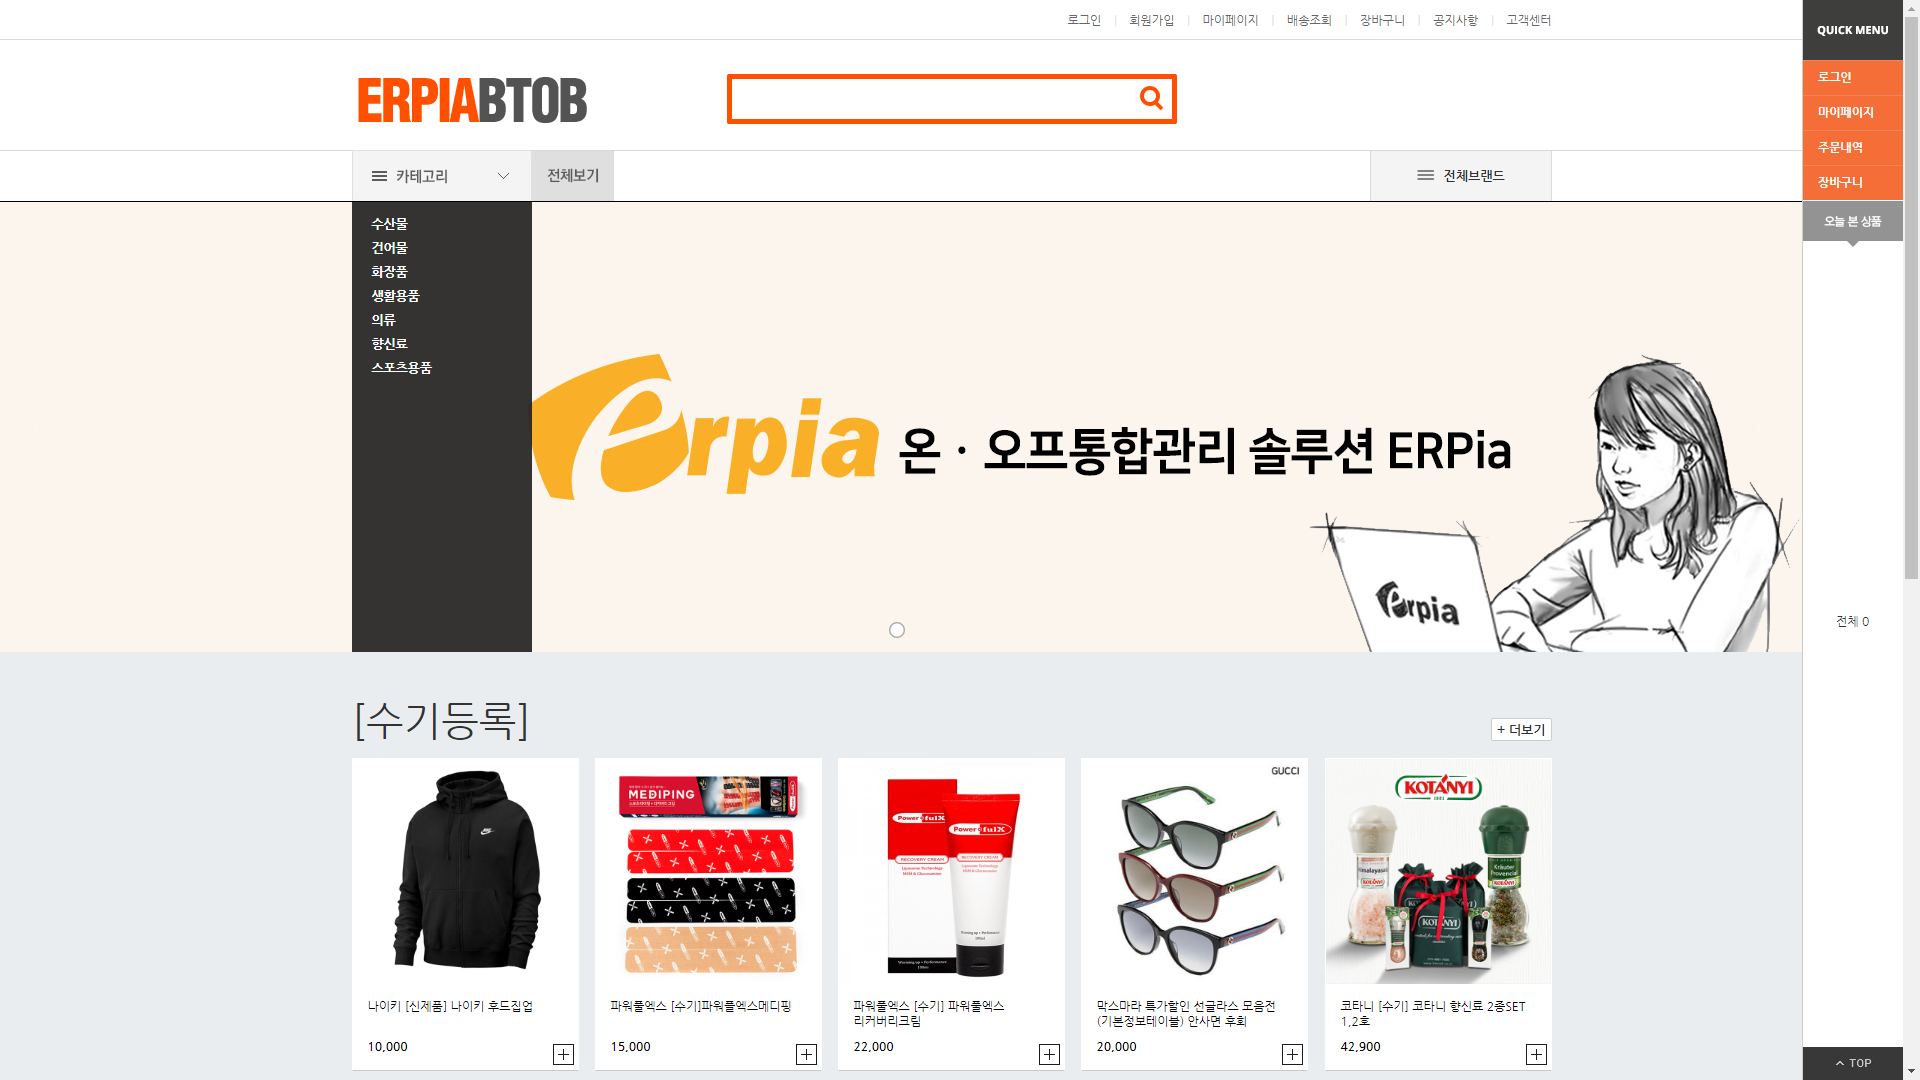 로그인 | 회원가입 | 마이페이지 | 배송조회 | 장바구니 | 공지사항 | 고객센터
QUICK MENU
로그인
마이페이지
주문내역
장바구니
오늘 본 상품
전체 0
TOP
ERPIABTOB
카테고리
전체보기
전체브랜드
수산물
건어물
화장품
생활용품
의류
향신료
스포츠용품
erpia 온 · 오프통합관리 솔루션 ERPia
erpia
[수기등록]
+ 더보기
MEDIPING
Power fulX
RECOVERY CREAM
Power fulX
RECOVERY CREAM
GUCCI
KOTÁNYI
1881
Kräuter
Provencial
KOTÁNYI
나이키 [신제품] 나이키 후드집업
10,000
파워풀엑스 [수기]파워풀엑스메디핑
15,000
파워풀엑스 [수기] 파워풀엑스
리커버리크림
22,000
막스마라 특가할인 선글라스 모음전
(기본정보테이블) 안사면 후회
20,000
코타니 [수기] 코타니 향신료 2종SET
1,2호
42,900